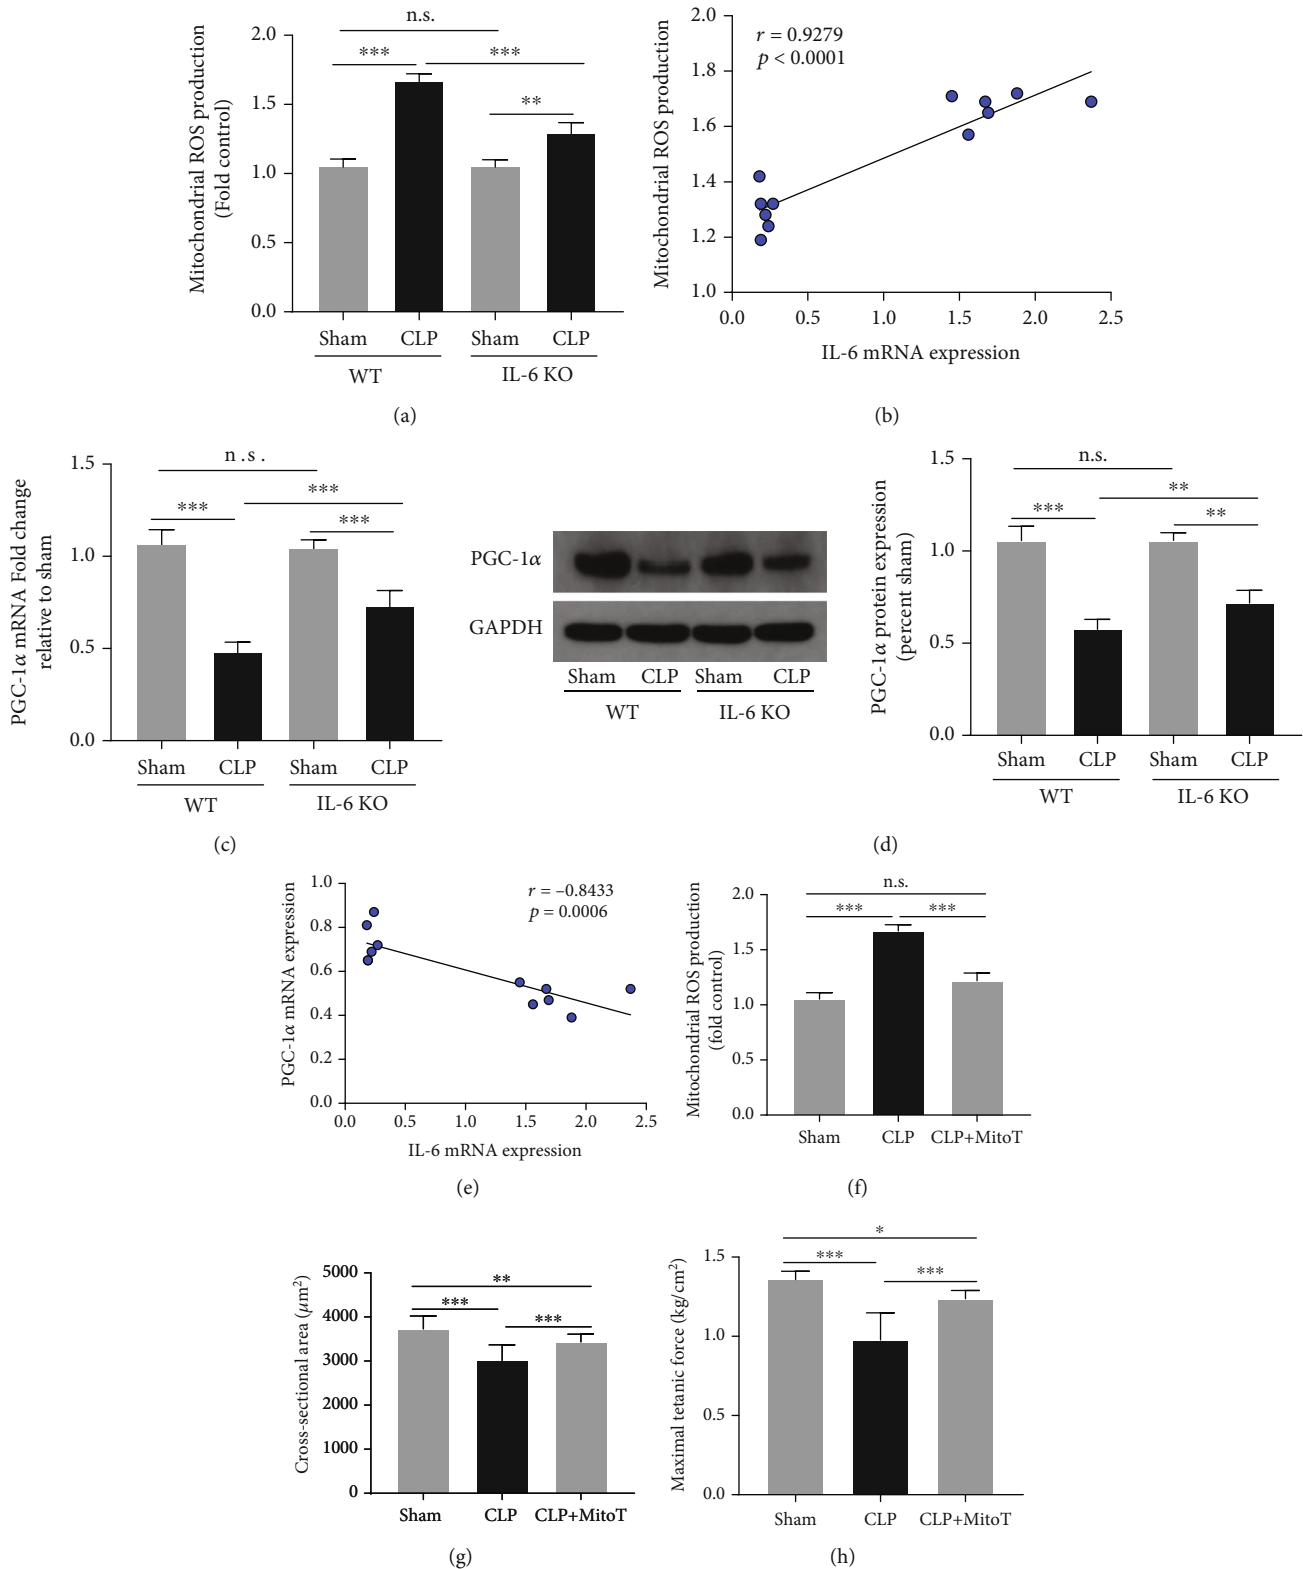 Mitochondrial ROS production
(Fold control)
2.0
1.5
1.0
0.5
0.0
n.s.
***
***
**
Sham
CLP
Sham
CLP
WT
IL-6 KO
(a)
Mitochondrial ROS production
2.0
1.8
1.6
1.4
1.2
1.0
r = 0.9279
p < 0.0001
0.0
0.5
1.0
1.5
2.0
2.5
IL-6 mRNA expression
(b)
PGC-1α mRNA Fold change
relative to sham
1.5
1.0
0.5
0.0
n.s.
***
***
***
Sham
CLP
Sham
CLP
WT
IL-6 KO
(c)
PGC-1α
GAPDH
Sham
CLP
Sham
CLP
WT
IL-6 KO
PGC-1α protein expression
(percent sham)
1.5
1.0
0.5
0.0
n.s.
***
**
**
Sham
CLP
Sham
CLP
WT
IL-6 KO
(d)
PGC-1α mRNA expression
1.0
0.8
0.6
0.4
0.2
0.0
r = –0.8433
p = 0.0006
0.0
0.5
1.0
1.5
2.0
2.5
IL-6 mRNA expression
(e)
Mitochondrial ROS production
(fold control)
2.0
1.5
1.0
0.5
0.0
n.s.
***
***
Sham
CLP
CLP+MitoT
(f)
Cross-sectional area (μm²)
5000
4000
3000
2000
1000
0
**
***
***
Sham
CLP
CLP+MitoT
(g)
Maximal tetanic force (kg/cm²)
1.5
1.0
0.5
0.0
*
***
***
Sham
CLP
CLP+MitoT
(h)